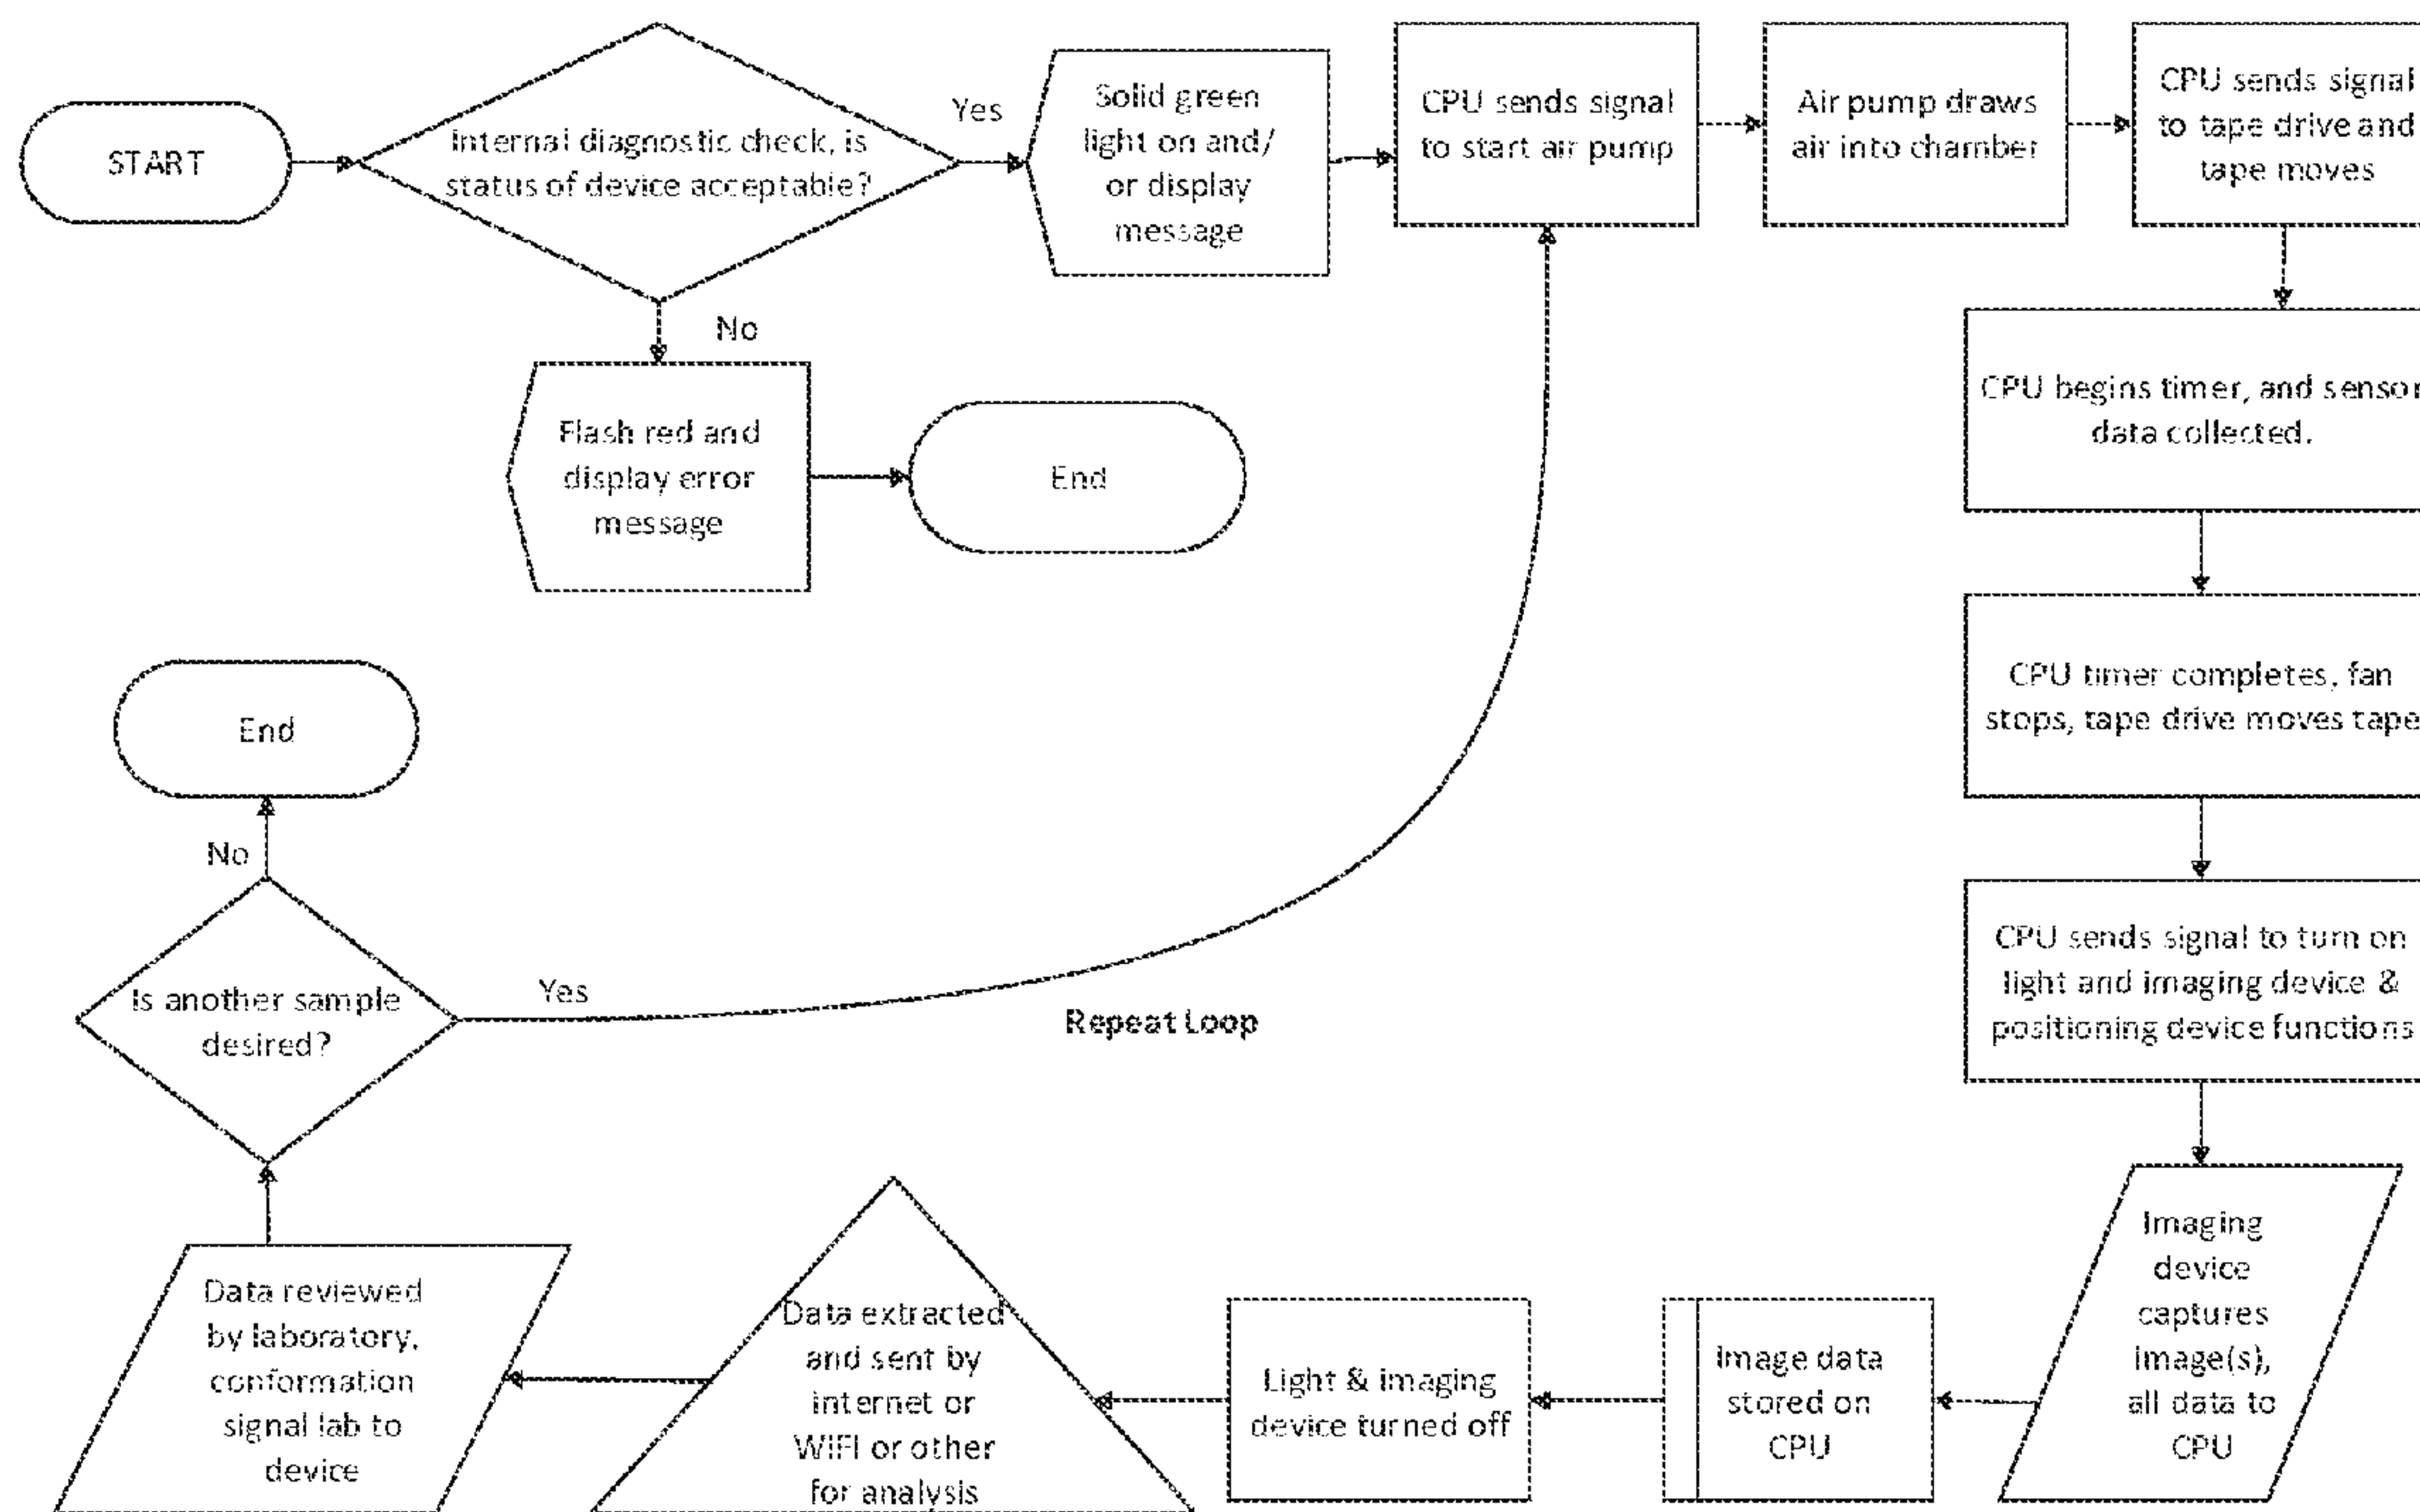 START
Internal diagnostic check, is
status of device acceptable?
Yes
Solid green
light on and/
or display
message
CPU sends signal
to start air pump
Air pump draws
air into chamber
CPU sends signal
to tape drive and
tape moves
No
Flash red and
display error
message
End
CPU begins timer, and sensor
data collected.
CPU timer completes, fan
stops, tape drive moves tape
CPU sends signal to turn on
light and imaging device &
positioning device functions
Imaging
device
captures
image(s),
all data to
CPU
Image data
stored on
CPU
Light & imaging
device turned off
Data extracted
and sent by
internet or
WIFI or other
for analysis
Data reviewed
by laboratory,
conformation
signal lab to
device
Is another sample
desired?
Yes
Repeat Loop
No
End